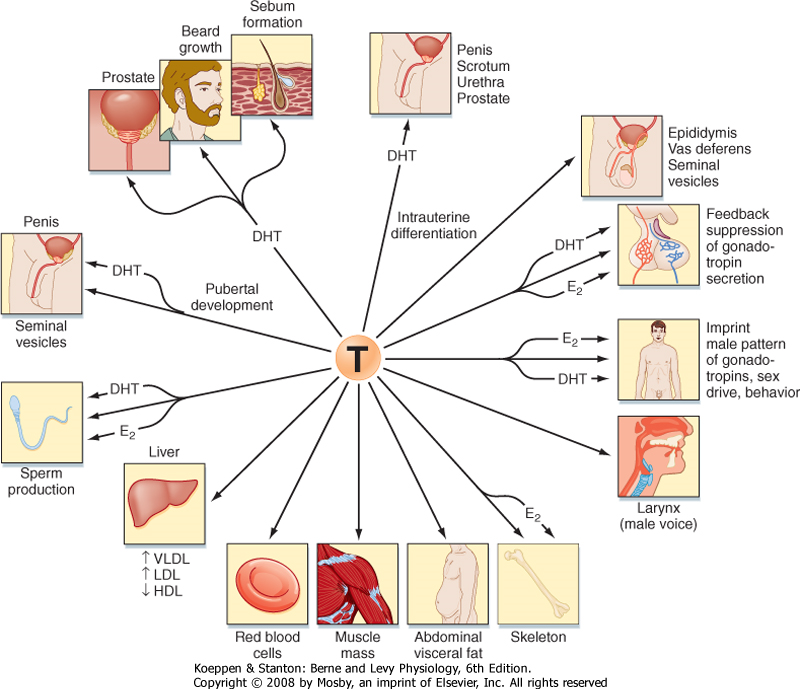 Sebum
formation
Beard
growth
Prostate
Penis
Scrotum
Urethra
Prostate
DHT
Epididymis
Vas deferens
Seminal
vesicles
Intrauterine
differentiation
DHT
Feedback
suppression
of gonado-
tropin
secretion
DHT
E2
Penis
DHT
Seminal
vesicles
Pubertal
development
T
E2
DHT
Imprint
male pattern
of gonado-
tropins, sex
drive, behavior
DHT
E2
Sperm
production
Liver
↑ VLDL
↑ LDL
↓ HDL
Larynx
(male voice)
E2
Red blood
cells
Muscle
mass
Abdominal
visceral fat
Skeleton
Koeppen & Stanton: Berne and Levy Physiology, 6th Edition.
Copyright © 2008 by Mosby, an imprint of Elsevier, Inc. All rights reserved